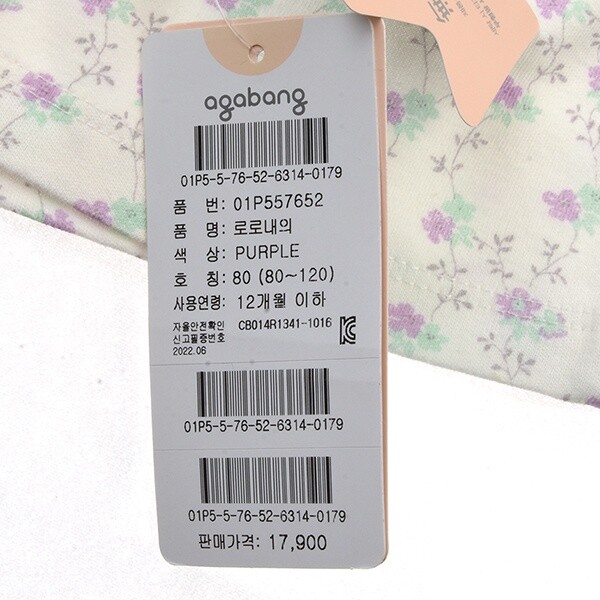 agabang
01P5-5-76-52-6314-0179
품 번: 01P557652
품 명: 로로내의
색 상: PURPLE
호 칭: 80 (80~120)
사용연령: 12개월 이하
자율안전확인 CB014R1341-1016
신고필증번호
2022.06
01P5-5-76-52-6314-0179
01P5-5-76-52-6314-0179
판매가격: 17,900